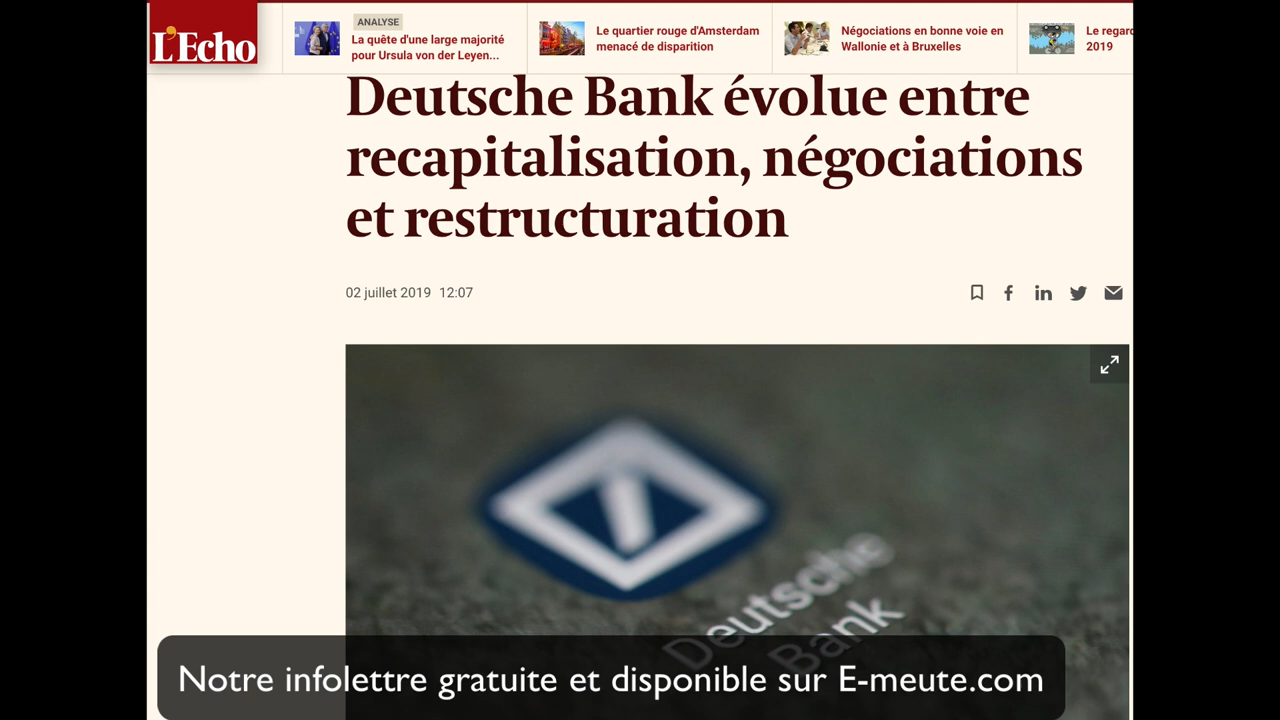 L'Echo
ANALYSE
La quête d'une large majorité
pour Ursula von der Leyen...
Le quartier rouge d'Amsterdam
menacé de disparition
Négociations en bonne voie en
Wallonie et à Bruxelles
Le regard
2019
Deutsche Bank évolue entre
recapitalisation, négociations
et restructuration
02 juillet 2019 12:07
Deutsche
Bank
Notre infolettre gratuite et disponible sur E-meute.com